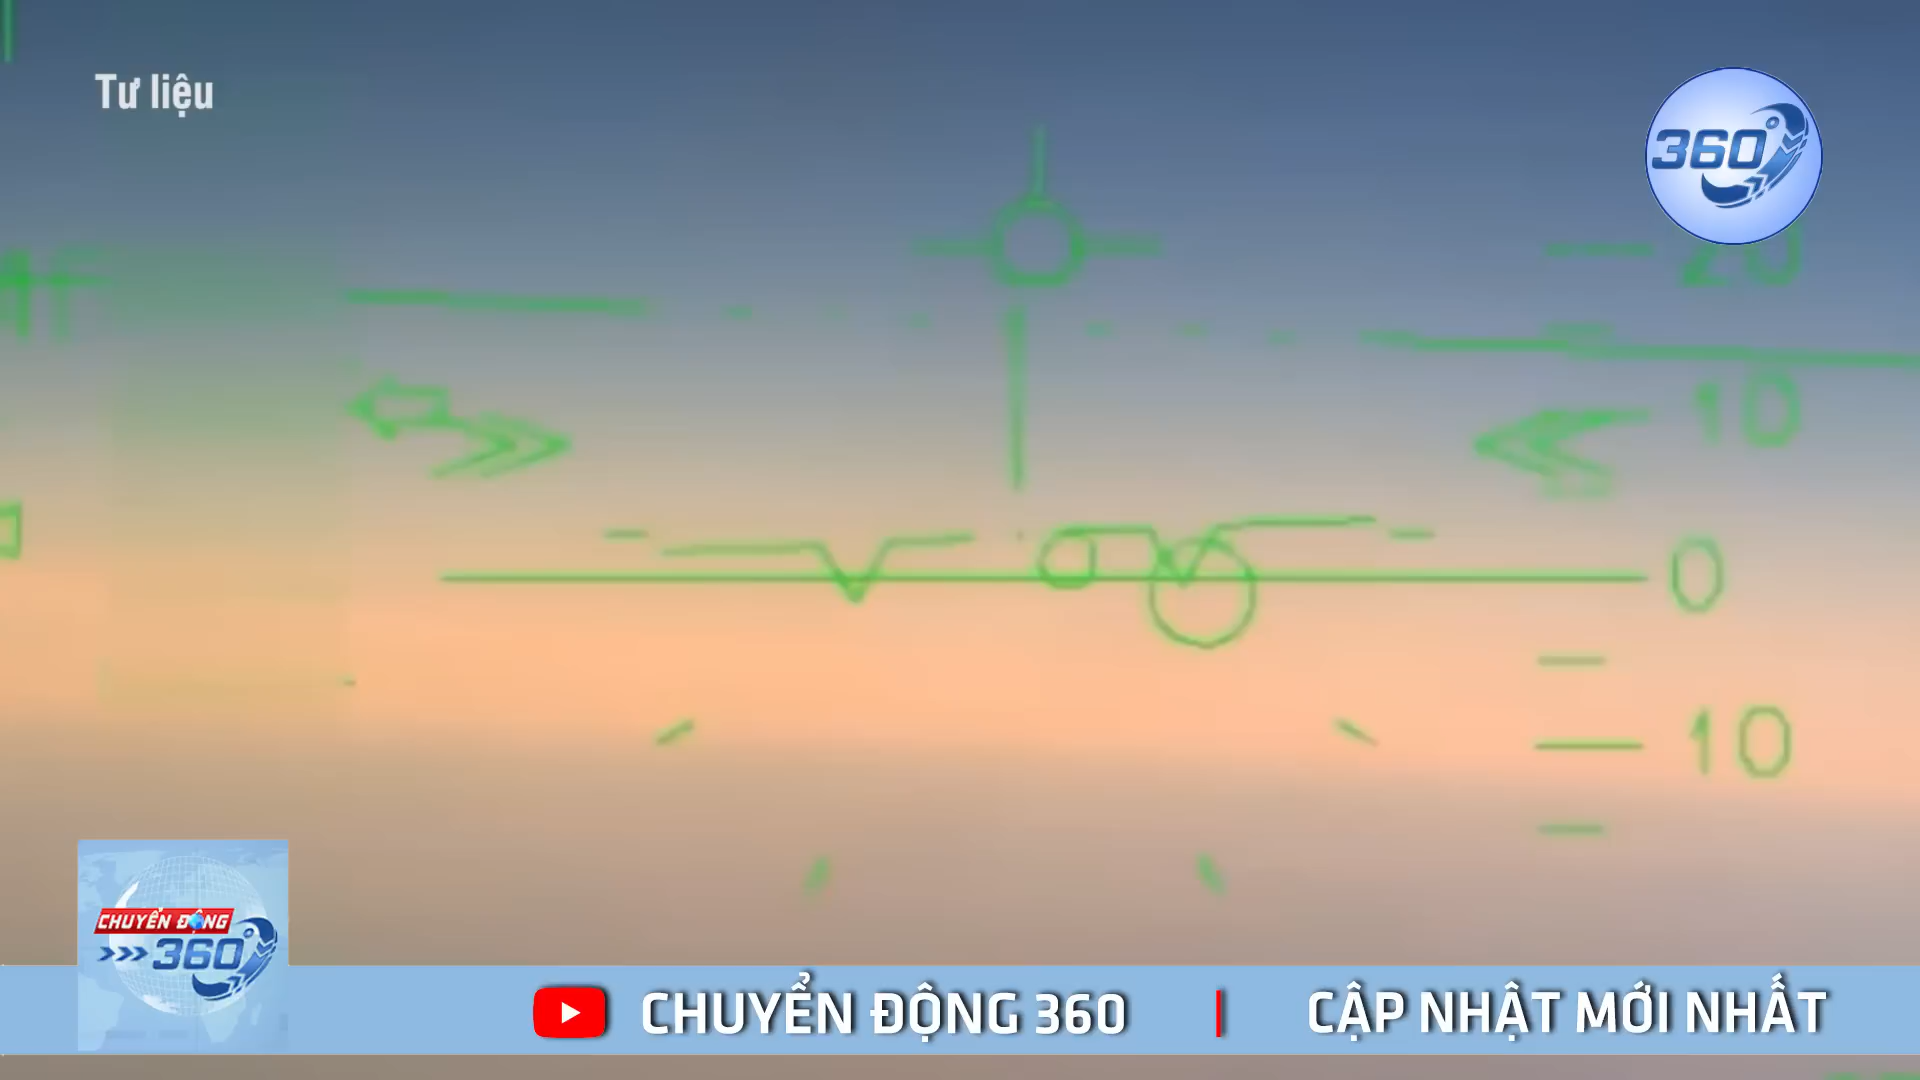 Tư liệu
360°
20
10
0
10
CHUYỂN ĐỘNG
>>> 360
CHUYỂN ĐỘNG 360 | CẬP NHẬT MỚI NHẤT